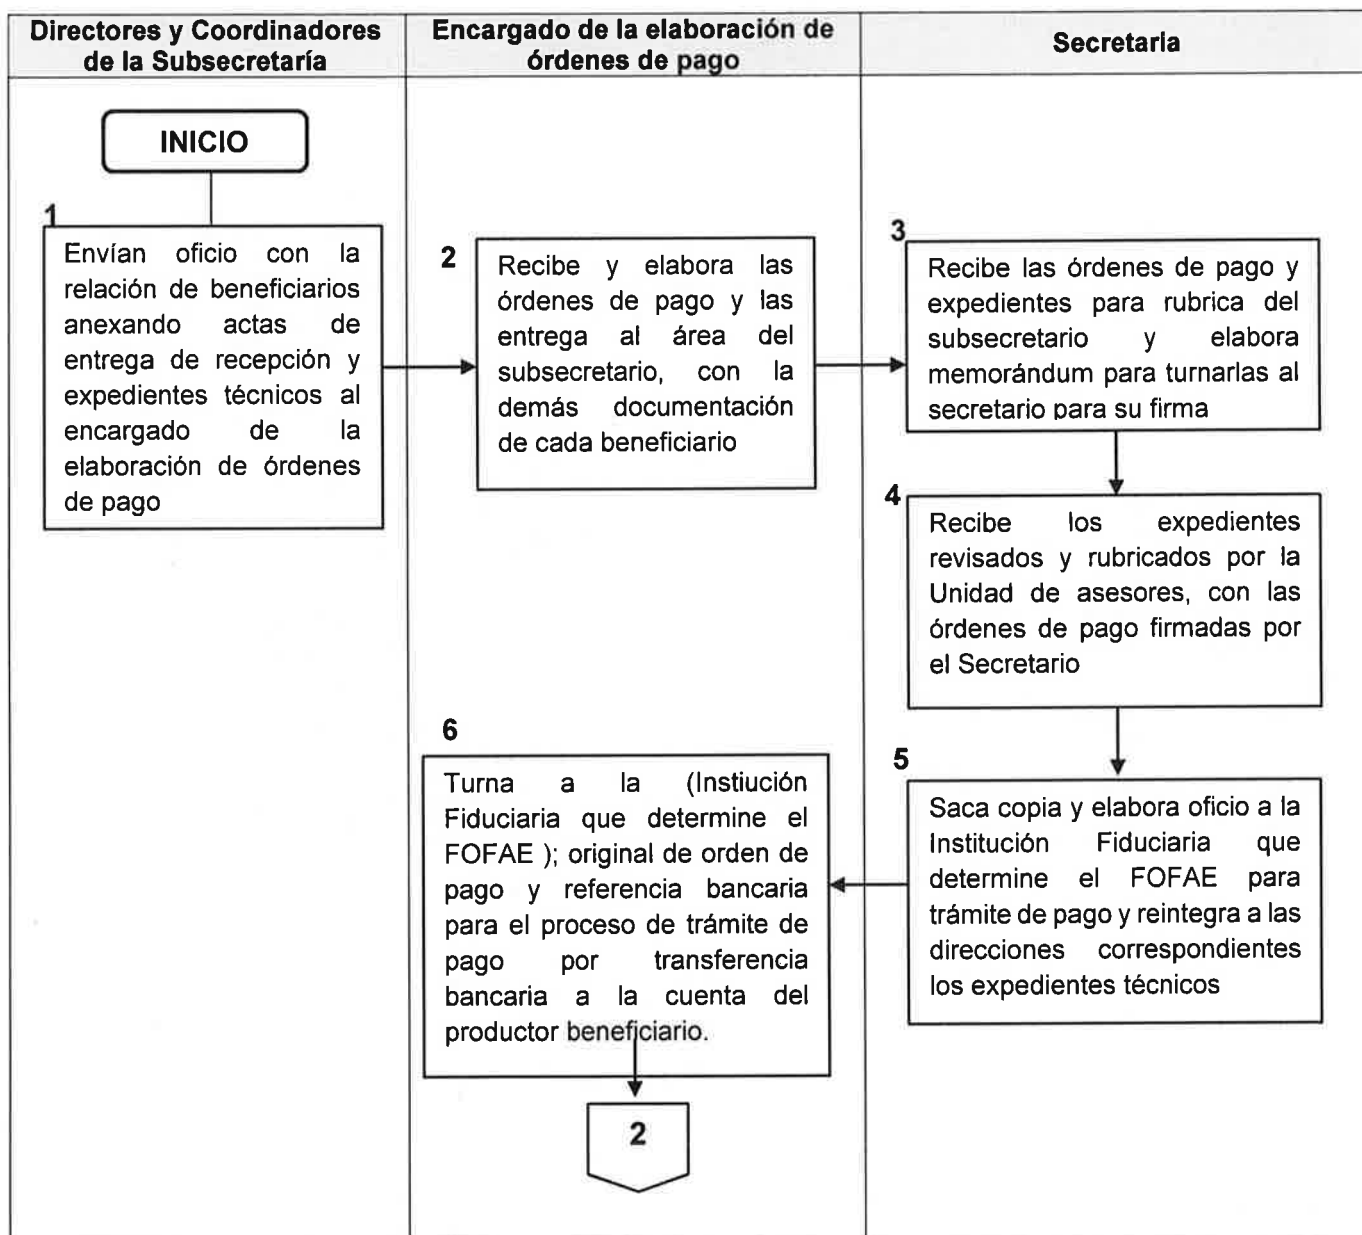 Directores y Coordinadores
de la Subsecretaría
Encargado de la elaboración de
órdenes de pago
Secretaria
INICIO
1
Envían oficio con la
relación de beneficiarios
anexando actas de
entrega de recepción y
expedientes técnicos al
encargado de la
elaboración de órdenes
de pago
2
Recibe y elabora las
órdenes de pago y las
entrega al área del
subsecretario, con la
demás documentación
de cada beneficiario
3
Recibe las órdenes de pago y
expedientes para rubrica del
subsecretario y elabora
memorándum para turnarlas al
secretario para su firma
4
Recibe los expedientes
revisados y rubricados por la
Unidad de asesores, con las
órdenes de pago firmadas por
el Secretario
5
Saca copia y elabora oficio a la
Institución Fiduciaria que
determine el FOFAE para
trámite de pago y reintegra a las
direcciones correspondientes
los expedientes técnicos
6
Turna a la (Instiución
Fiduciaria que determine el
FOFAE ); original de orden de
pago y referencia bancaria
para el proceso de trámite de
pago por transferencia
bancaria a la cuenta del
productor beneficiario.
2